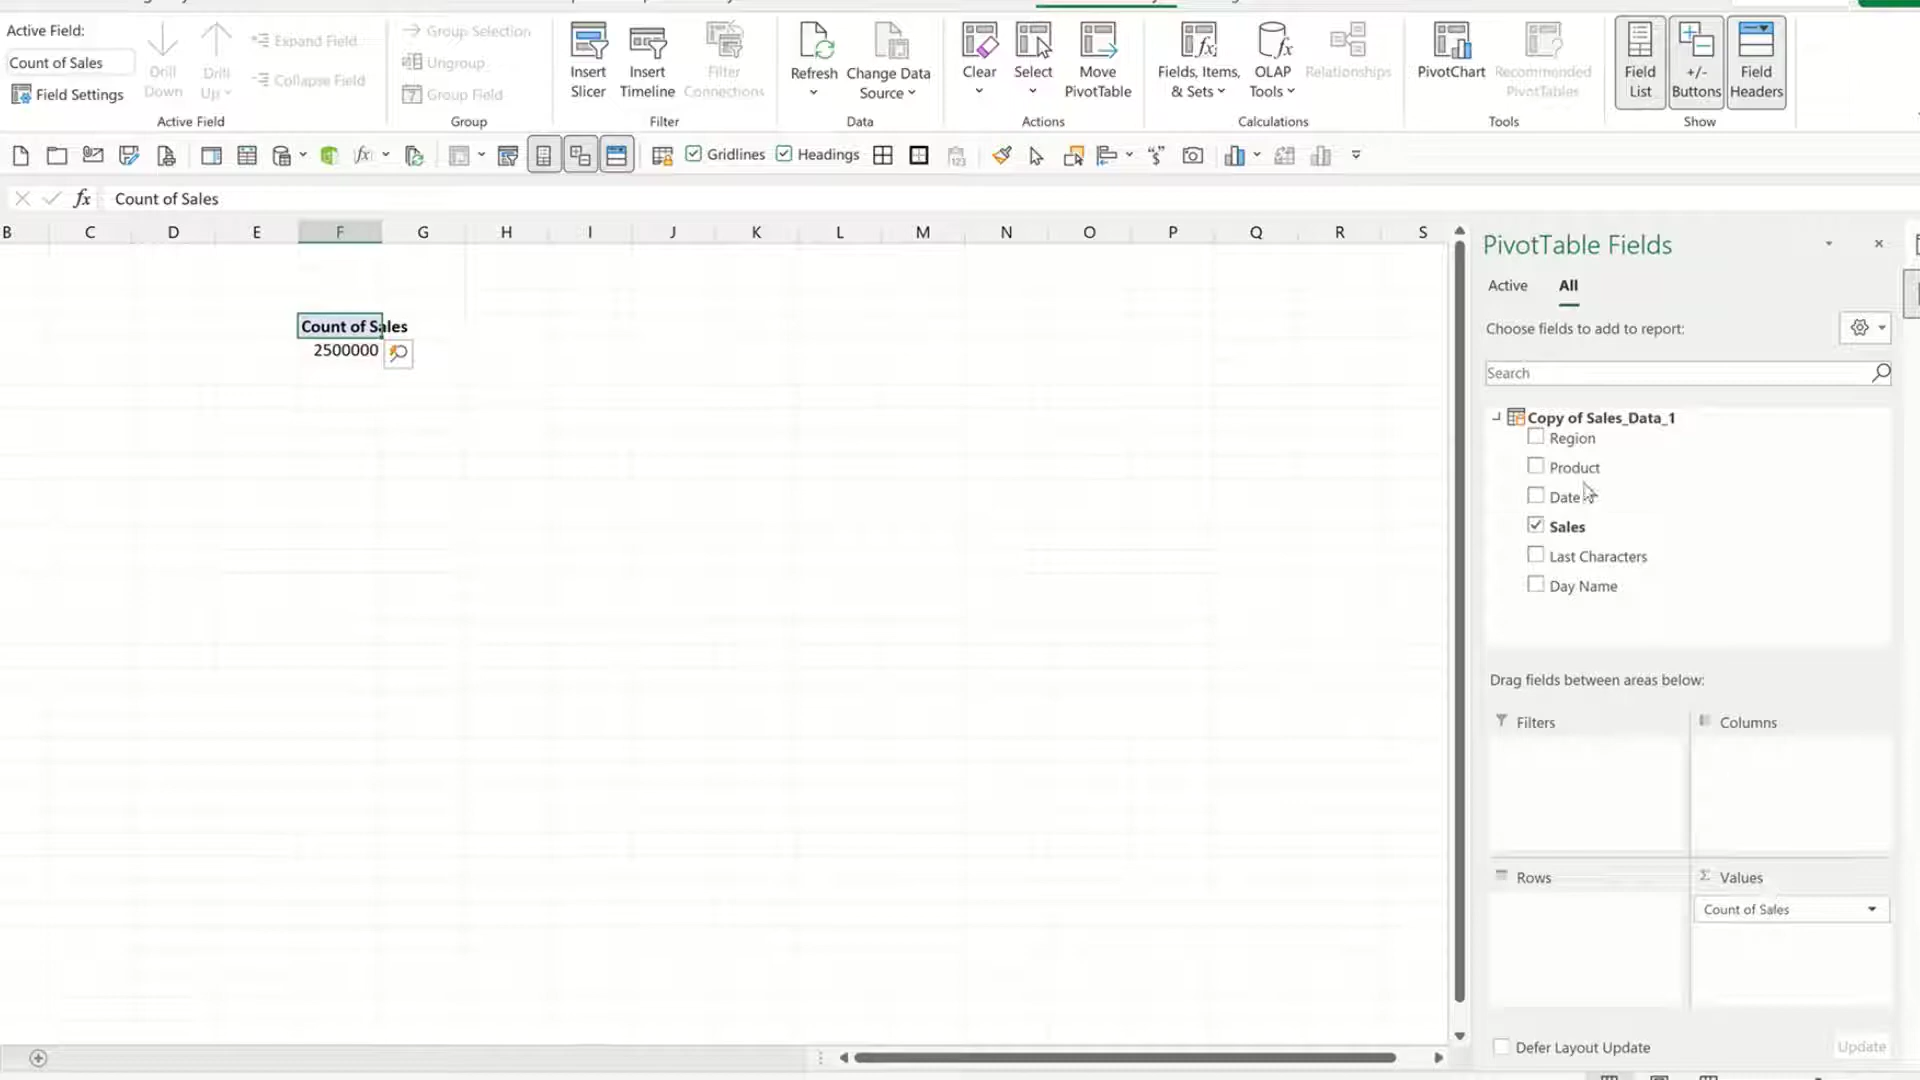 Active Field:
Count of Sales
Field Settings
Drill Down
Drill Up
Expand Field
Collapse Field
Active Field
Group Selection
Ungroup
Group Field
Group
Insert Slicer
Insert Timeline
Filter Connections
Filter
Refresh
Change Data Source
Data
Clear
Select
Move PivotTable
Actions
Fields, Items, & Sets
OLAP Tools
Relationships
Calculations
PivotChart
Recommended PivotTables
Tools
Field List
+/- Buttons
Field Headers
Show
Gridlines
Headings
fx Count of Sales
B C D E F G H I J K L M N O P Q R S
Count of Sales
2500000
PivotTable Fields
Active All
Choose fields to add to report:
Search
Copy of Sales_Data_1
Region
Product
Date
Sales
Last Characters
Day Name
Drag fields between areas below:
Filters
Columns
Rows
Σ Values
Count of Sales
Defer Layout Update
Update